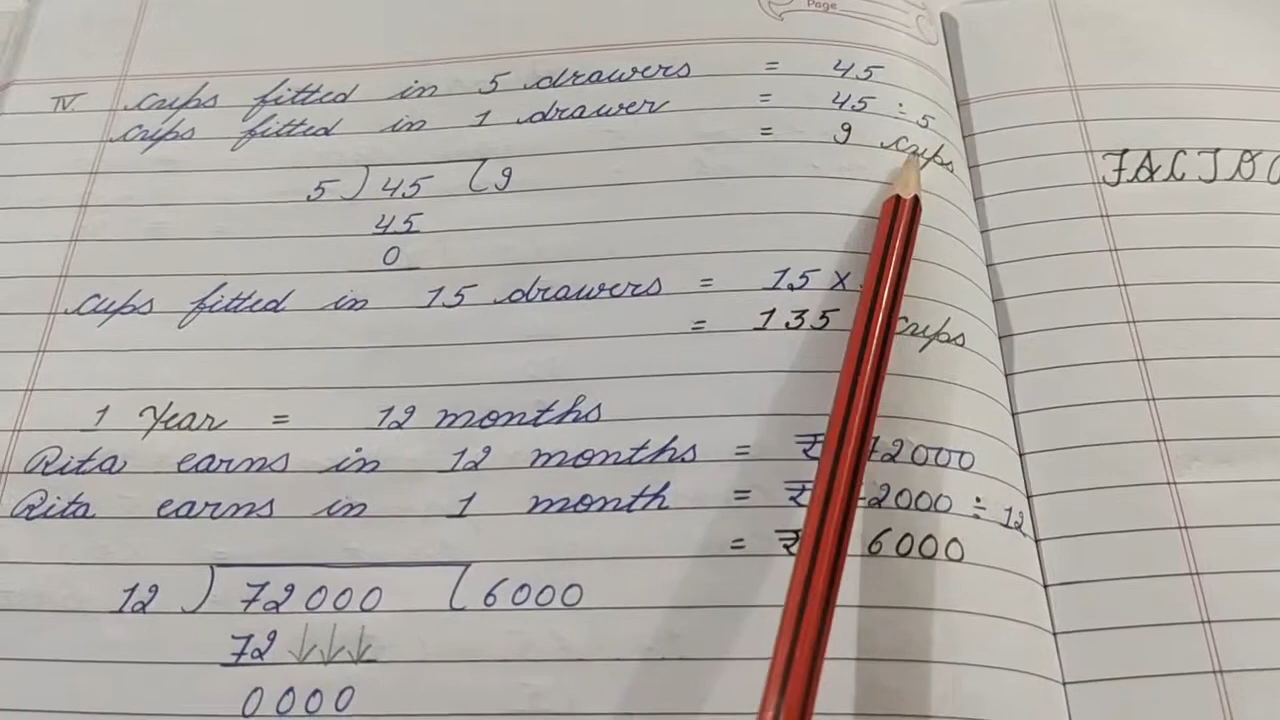 Page
IV. cups fitted in 5 drawers = 45
cups fitted in 1 drawer = 45 ÷ 5
= 9 cups
5 ) 45 ( 9
45
0
cups fitted in 15 drawers = 15 ×
= 135 cups
1 Year = 12 months
Rita earns in 12 months = ₹ 72000
Rita earns in 1 month = ₹ 2000 ÷ 12
= ₹ 6000
12 ) 72000 ( 6000
72 ↓↓↓
0000